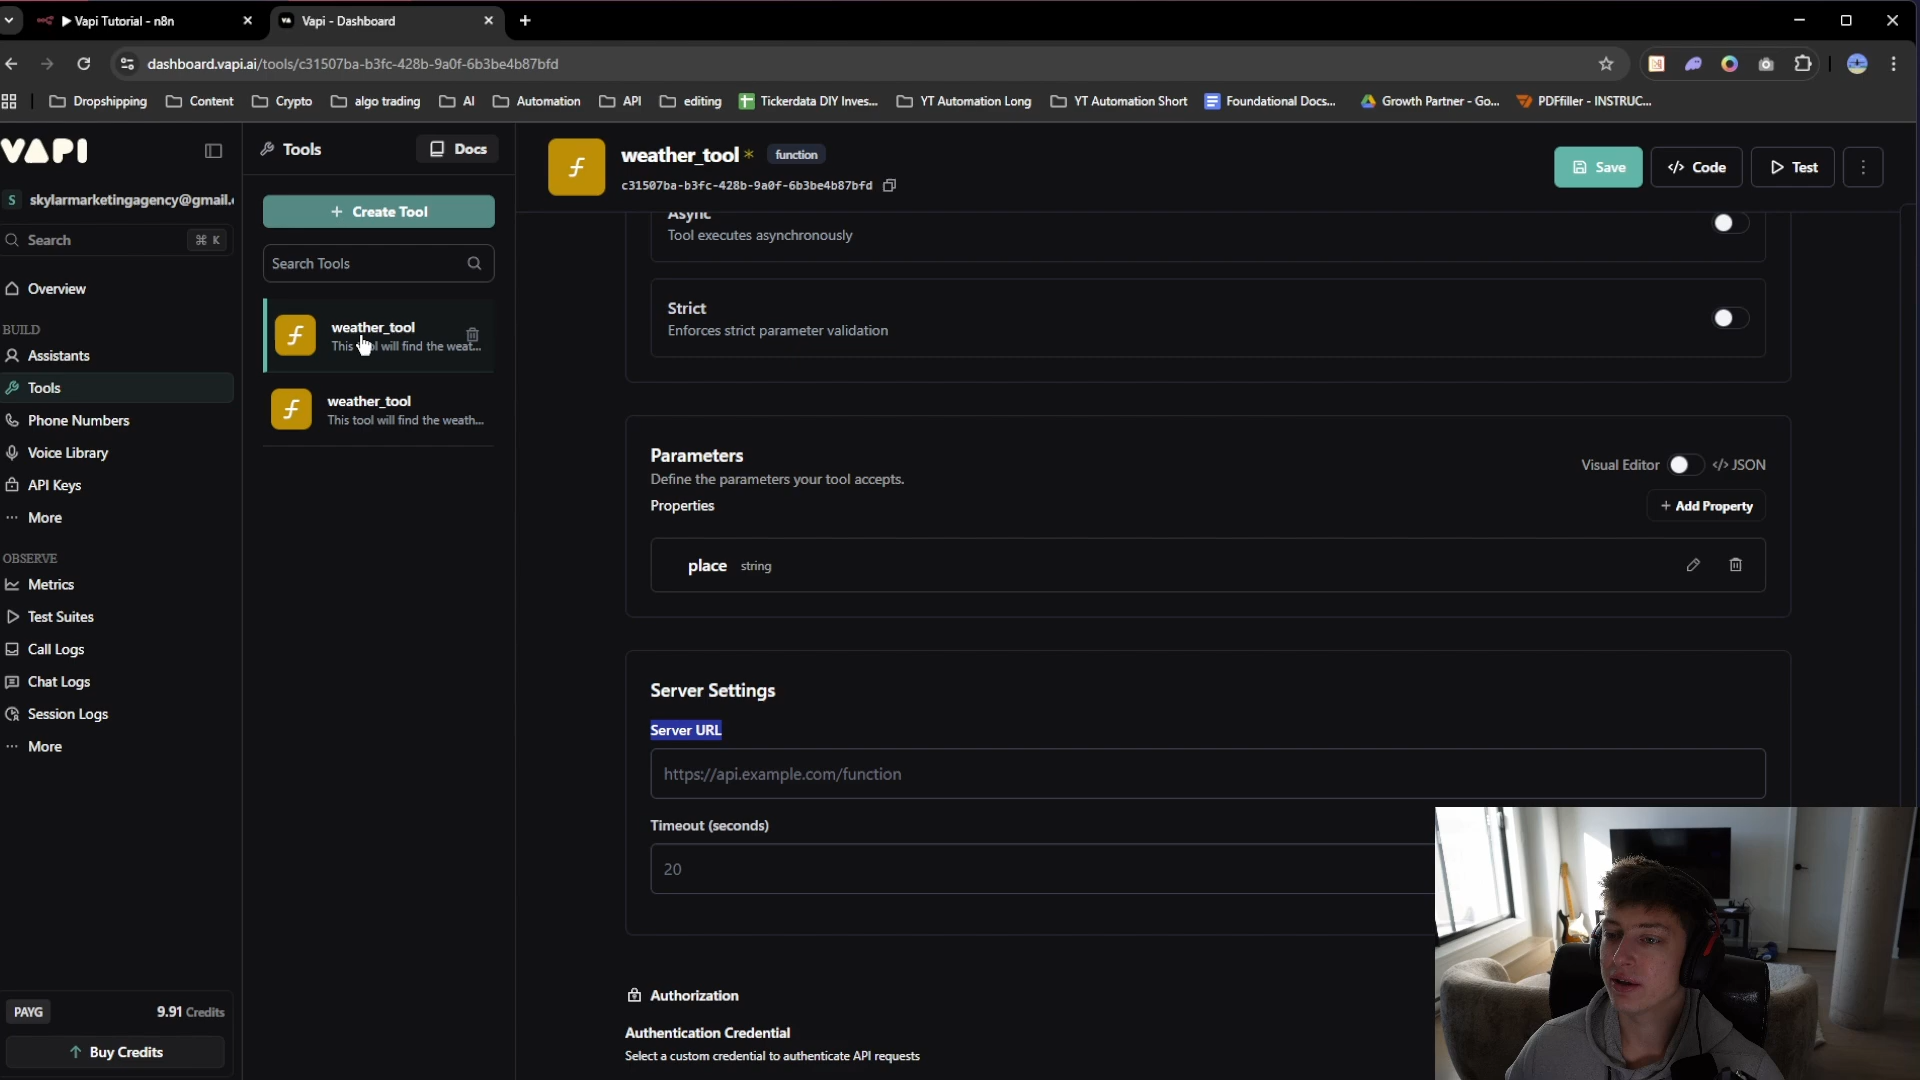 Vapi Tutorial - n8n
Vapi - Dashboard
dashboard.vapi.ai/tools/c31507ba-b3fc-428b-9a0f-6b3be4b87bfd
Dropshipping
Content
Crypto
algo trading
AI
Automation
API
editing
Tickerdata DIY Inves...
YT Automation Long
YT Automation Short
Foundational Docs...
Growth Partner - Go...
PDFfiller - INSTRUC...
VAPI
S skylarmarketingagency@gmail.
Search ⌘ K
Overview
BUILD
Assistants
Tools
Phone Numbers
Voice Library
API Keys
More
OBSERVE
Metrics
Test Suites
Call Logs
Chat Logs
Session Logs
More
PAYG 9.91 Credits
Buy Credits
Tools
Docs
+ Create Tool
Search Tools
weather_tool
This will find the weat...
weather_tool
This tool will find the weath...
weather_tool * function
c31507ba-b3fc-428b-9a0f-6b3be4b87bfd
Save
</> Code
Test
Async
Tool executes asynchronously
Strict
Enforces strict parameter validation
Parameters
Define the parameters your tool accepts.
Visual Editor </> JSON
Properties
+ Add Property
place string
Server Settings
Server URL
https://api.example.com/function
Timeout (seconds)
20
Authorization
Authentication Credential
Select a custom credential to authenticate API requests